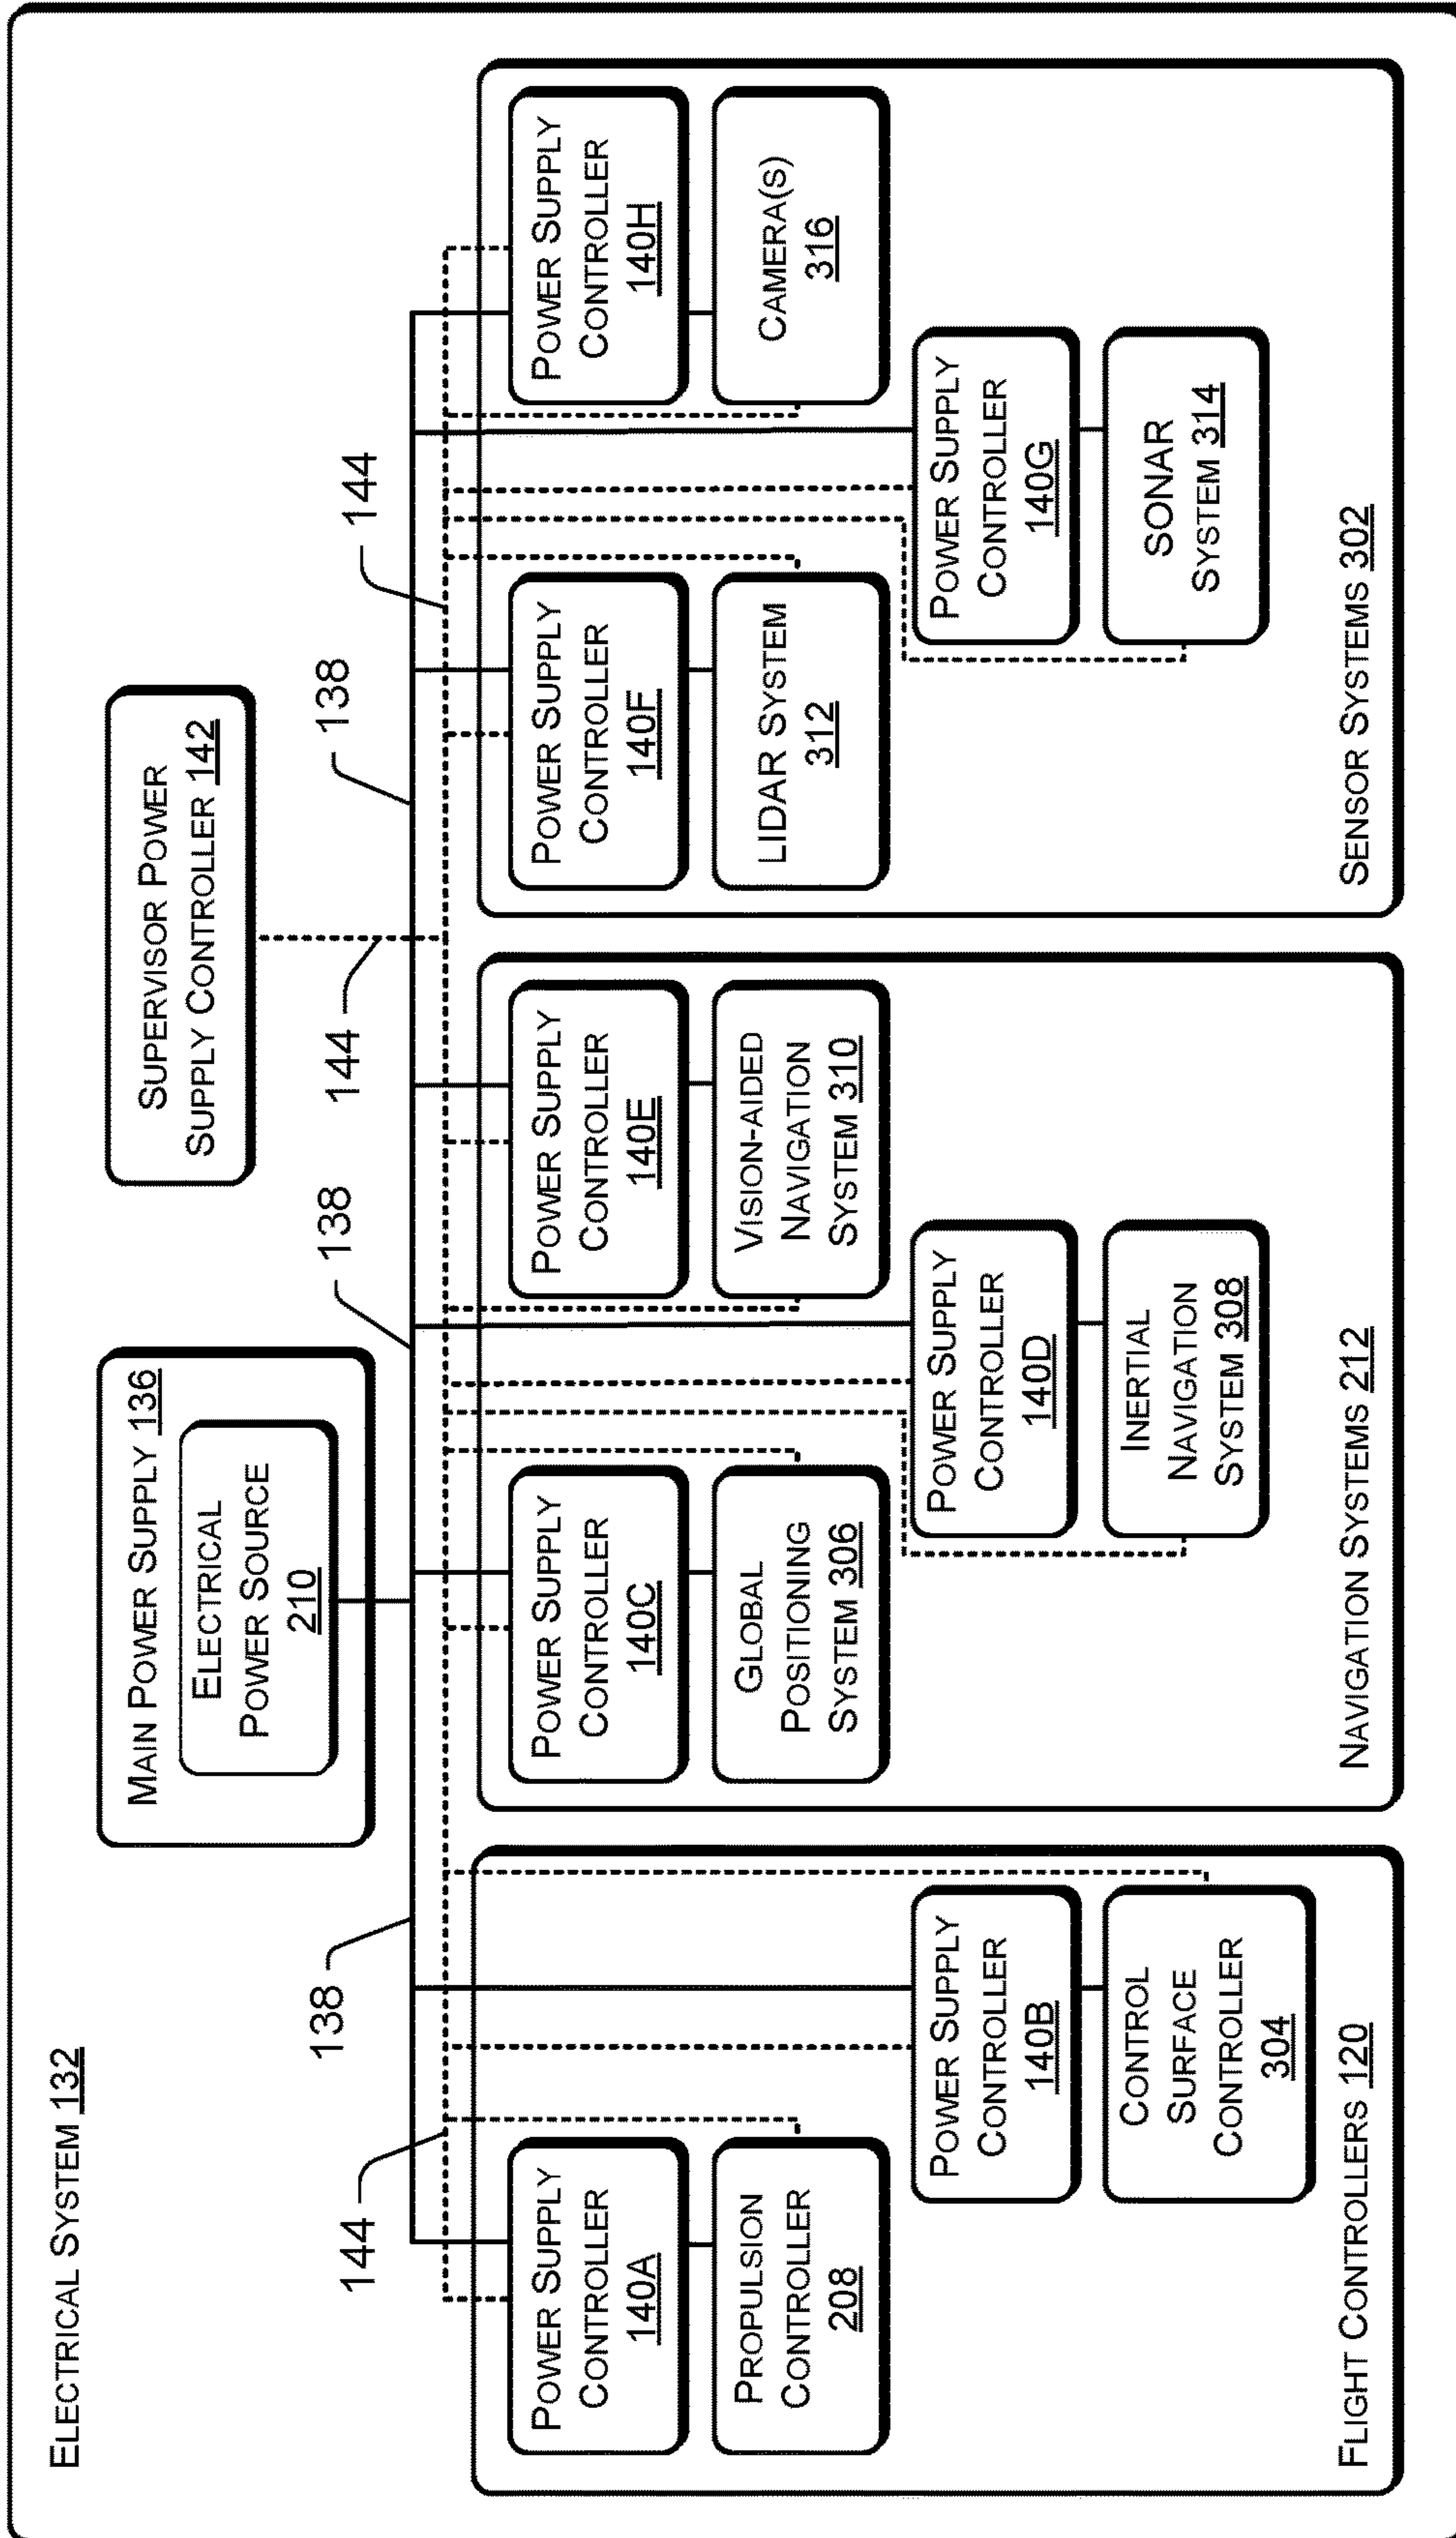 ELECTRICAL SYSTEM 132
MAIN POWER SUPPLY 136
ELECTRICAL
POWER SOURCE
210
SUPERVISOR POWER
SUPPLY CONTROLLER 142
144
138
138
144
138
144
POWER SUPPLY
CONTROLLER
140A
PROPULSION
CONTROLLER
208
POWER SUPPLY
CONTROLLER
140B
CONTROL
SURFACE
CONTROLLER
304
FLIGHT CONTROLLERS 120
POWER SUPPLY
CONTROLLER
140C
GLOBAL
POSITIONING
SYSTEM 306
POWER SUPPLY
CONTROLLER
140D
INERTIAL
NAVIGATION
SYSTEM 308
POWER SUPPLY
CONTROLLER
140E
VISION-AIDED
NAVIGATION
SYSTEM 310
NAVIGATION SYSTEMS 212
POWER SUPPLY
CONTROLLER
140F
LIDAR SYSTEM
312
POWER SUPPLY
CONTROLLER
140G
SONAR
SYSTEM 314
POWER SUPPLY
CONTROLLER
140H
CAMERA(S)
316
SENSOR SYSTEMS 302